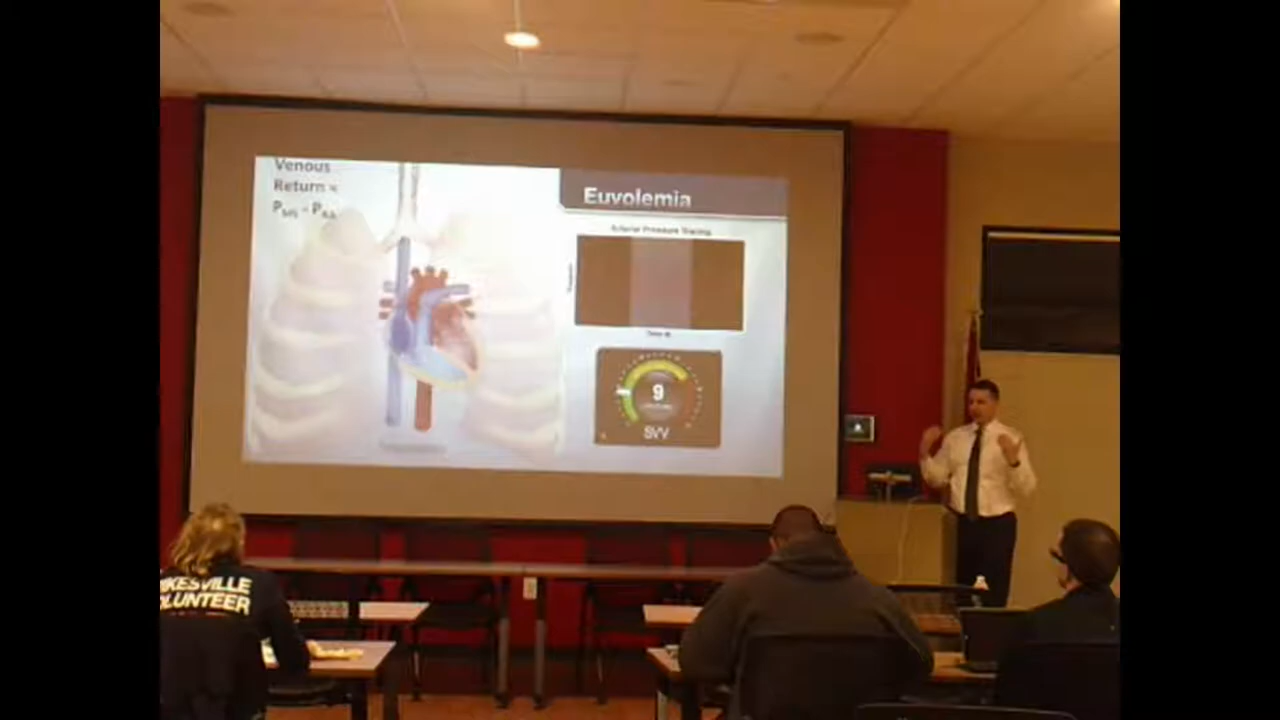 Venous
Return ≈
Euvolemia
Arterial Pressure Tracing
9
SVV
KESVILLE
LUNTEER